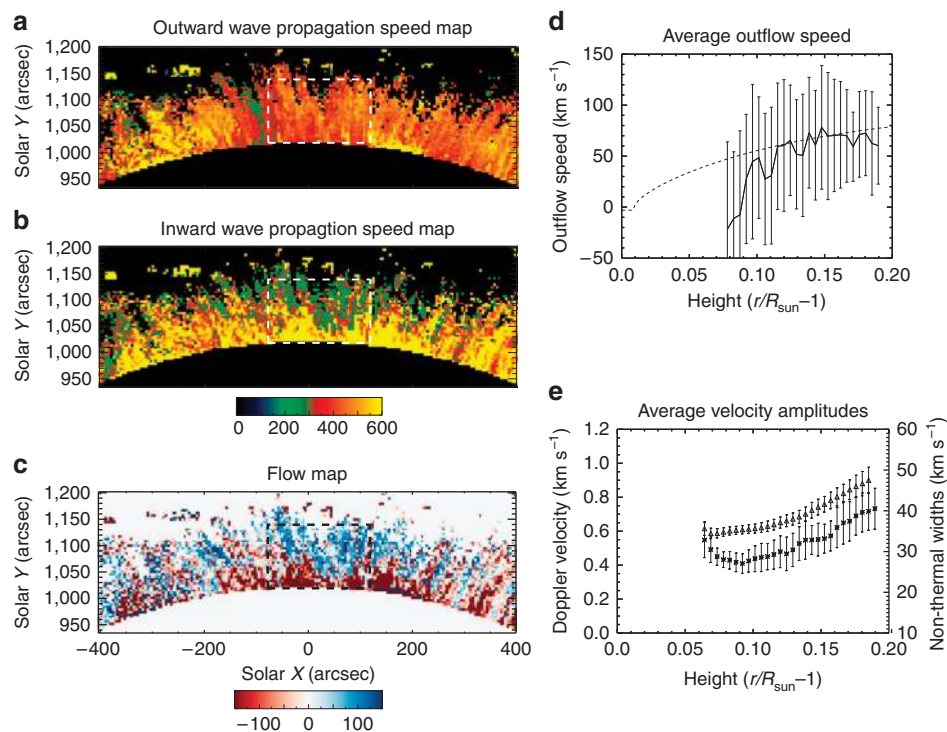 a
Outward wave propagation speed map
1,200
1,150
1,100
1,050
1,000
950
Solar Y (arcsec)
b
Inward wave propagtion speed map
1,200
1,150
1,100
1,050
1,000
950
Solar Y (arcsec)
0 200 400 600
c
Flow map
1,200
1,150
1,100
1,050
1,000
950
Solar Y (arcsec)
−400 −200 0 200 400
Solar X (arcsec)
−100 0 100
d
Average outflow speed
150
100
50
0
−50
Outflow speed (km s⁻¹)
0.0 0.05 0.10 0.15 0.20
Height (r/Rsun−1)
e
Average velocity amplitudes
1.2
1.0
0.8
0.6
0.4
0.2
0.0
Doppler velocity (km s⁻¹)
60
50
40
30
20
10
Non-thermal widths (km s⁻¹)
0.0 0.05 0.10 0.15 0.20
Height (r/Rsun−1)